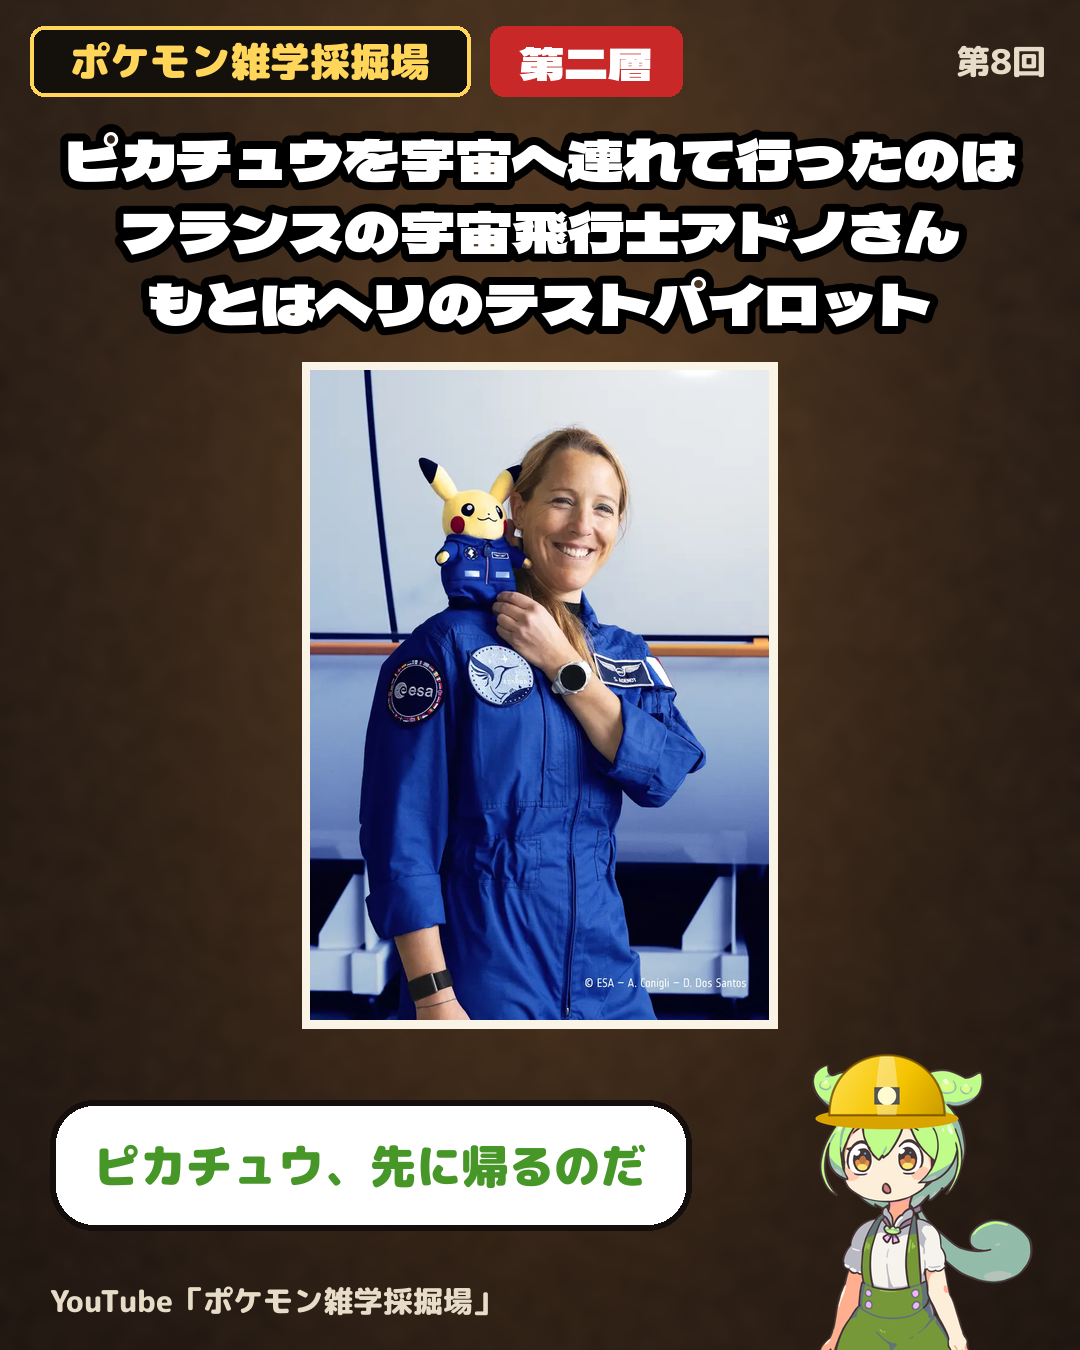 ポケモン雑学採掘場
第二層
第8回
ピカチュウを宇宙へ連れて行ったのは
フランスの宇宙飛行士アドノさん
もとはヘリのテストパイロット
esa
S. ADENOT
© ESA – A. Conigli – D. Dos Santos
ピカチュウ、先に帰るのだ
YouTube「ポケモン雑学採掘場」